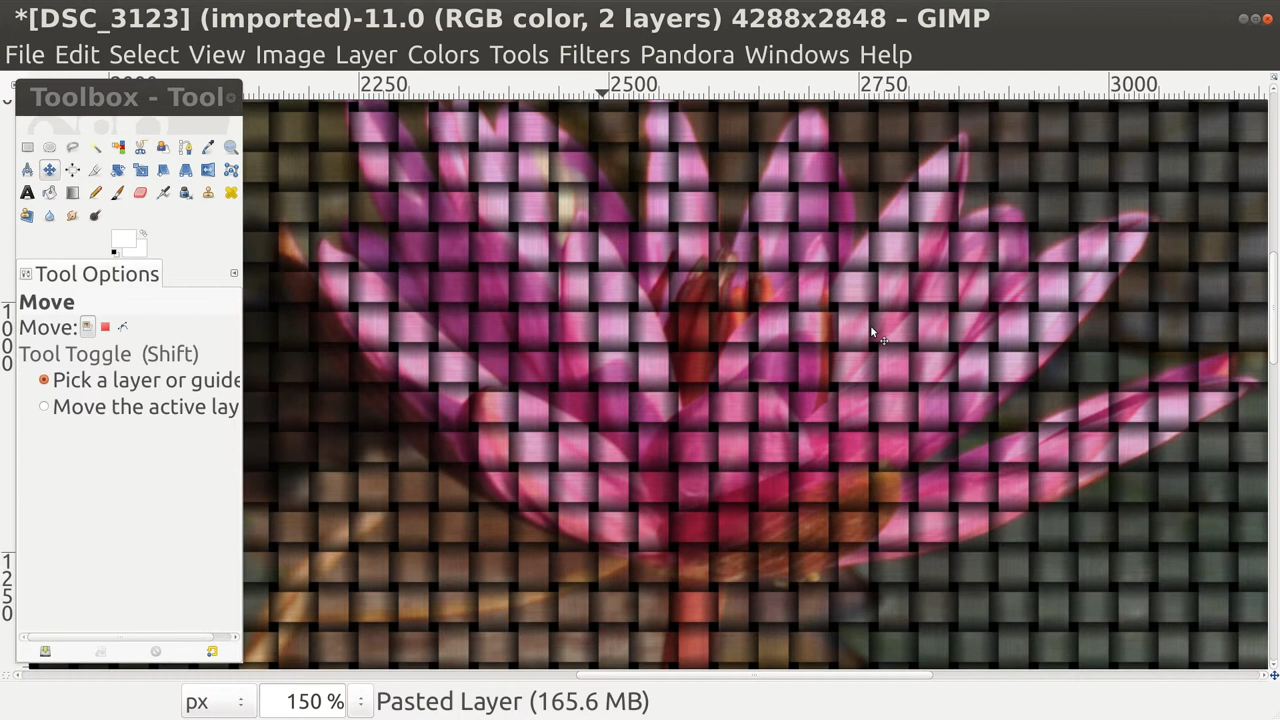 *[DSC_3123] (imported)-11.0 (RGB color, 2 layers) 4288x2848 – GIMP
File Edit Select View Image Layer Colors Tools Filters Pandora Windows Help
2250 2500 2750 3000
Toolbox - Tool
Tool Options
Move
Move:
Tool Toggle (Shift)
Pick a layer or guide
Move the active lay
1000
1250
px 150 % Pasted Layer (165.6 MB)